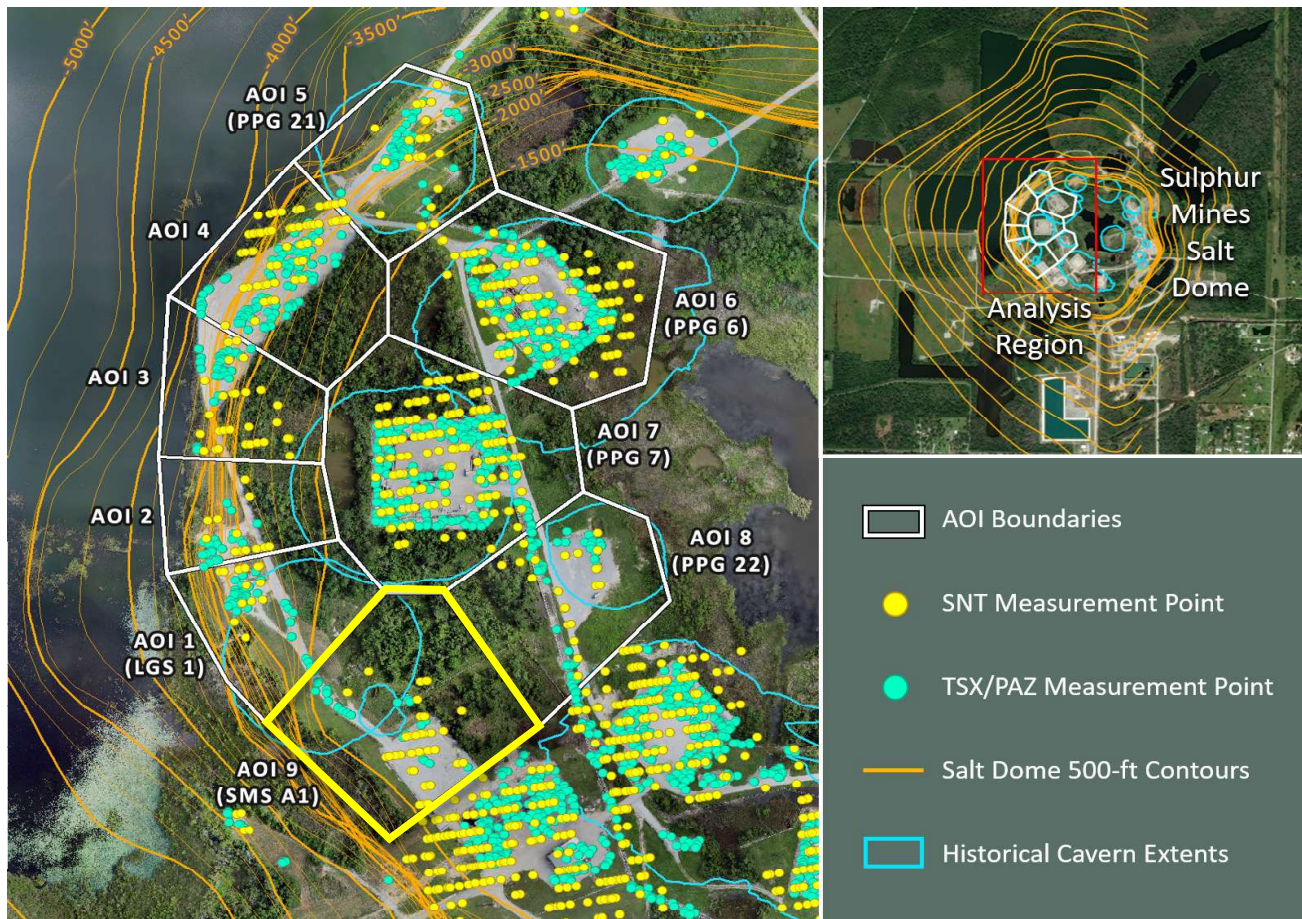 -5000'
-4500'
-4000'
-3500'
-3000'
-2500'
-2000'
-1500'
AOI 5
(PPG 21)
AOI 4
AOI 3
AOI 2
AOI 1
(LGS 1)
AOI 9
(SMS A1)
AOI 6
(PPG 6)
AOI 7
(PPG 7)
AOI 8
(PPG 22)
Sulphur
Mines
Salt
Dome
Analysis
Region
AOI Boundaries
SNT Measurement Point
TSX/PAZ Measurement Point
Salt Dome 500-ft Contours
Historical Cavern Extents